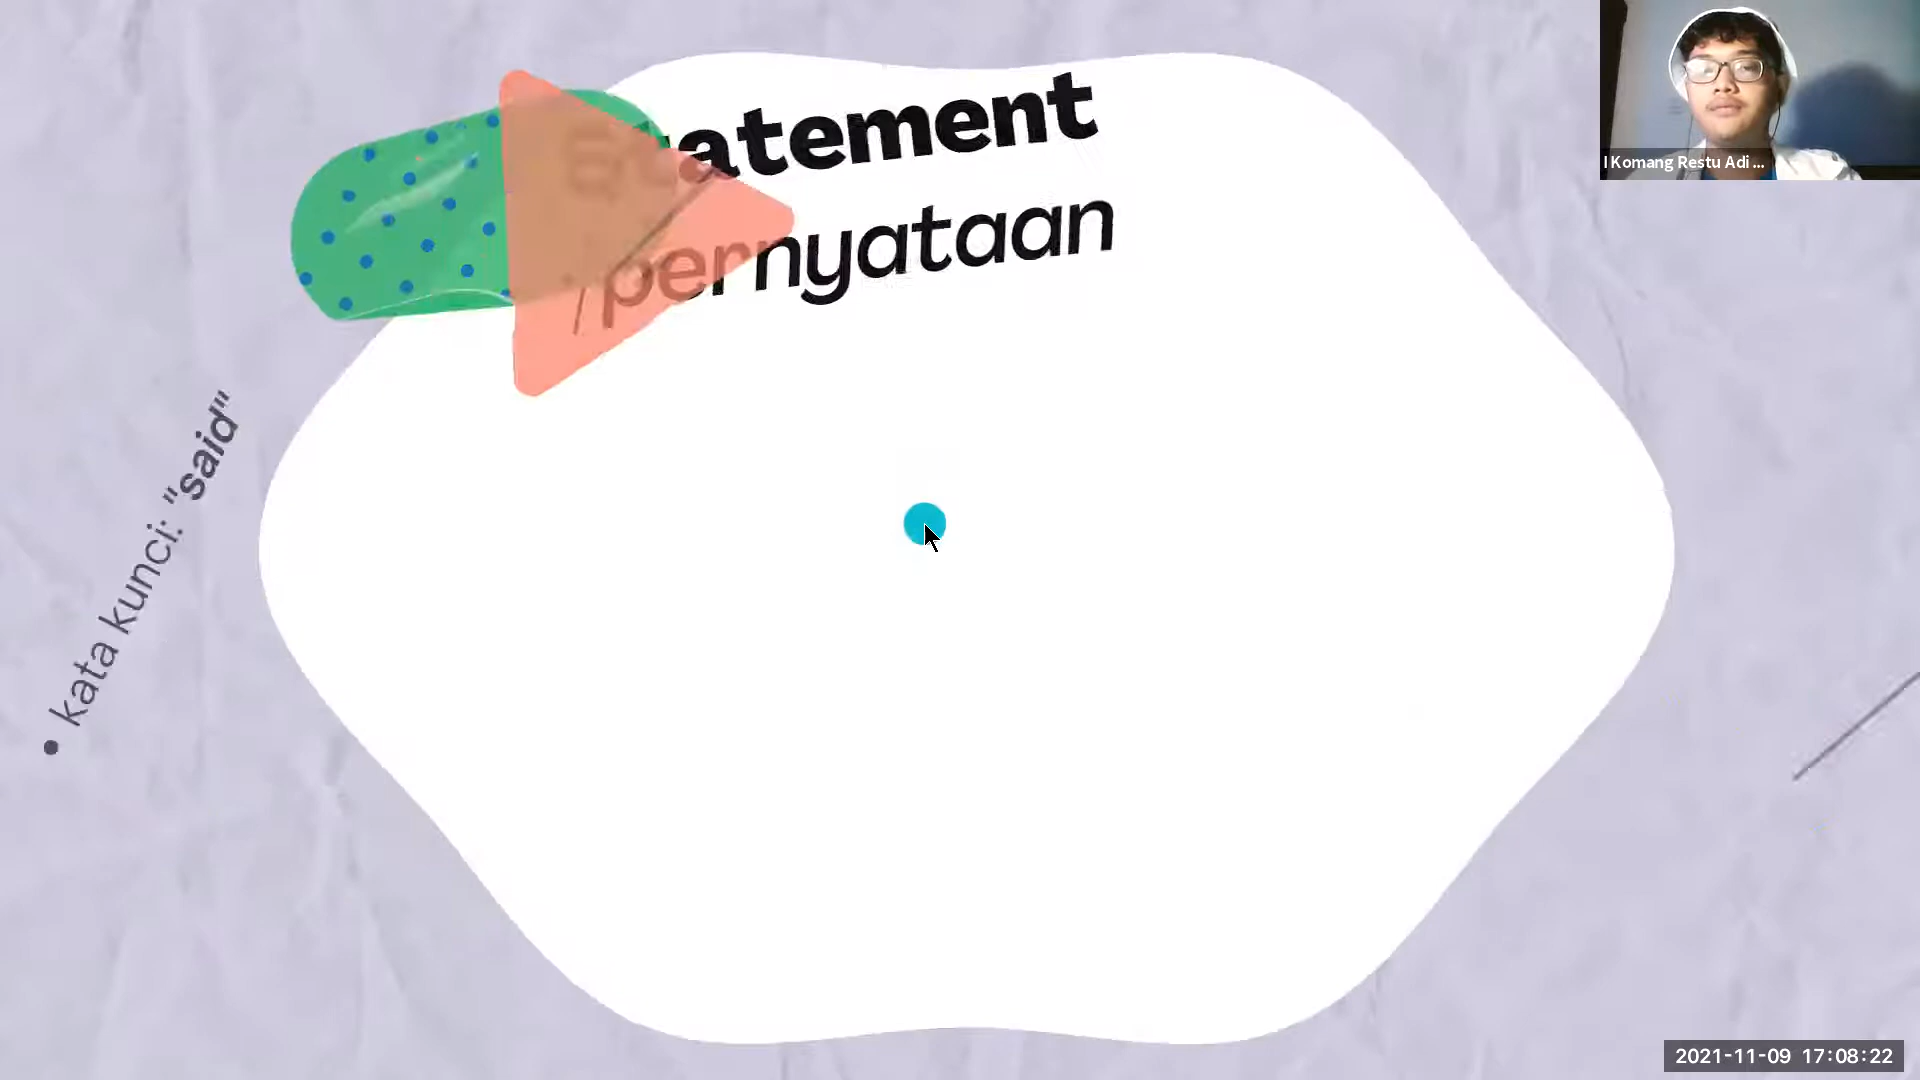 Statement
/pernyataan
• kata kunci: "said"
I Komang Restu Adi ...
2021-11-09 17:08:22